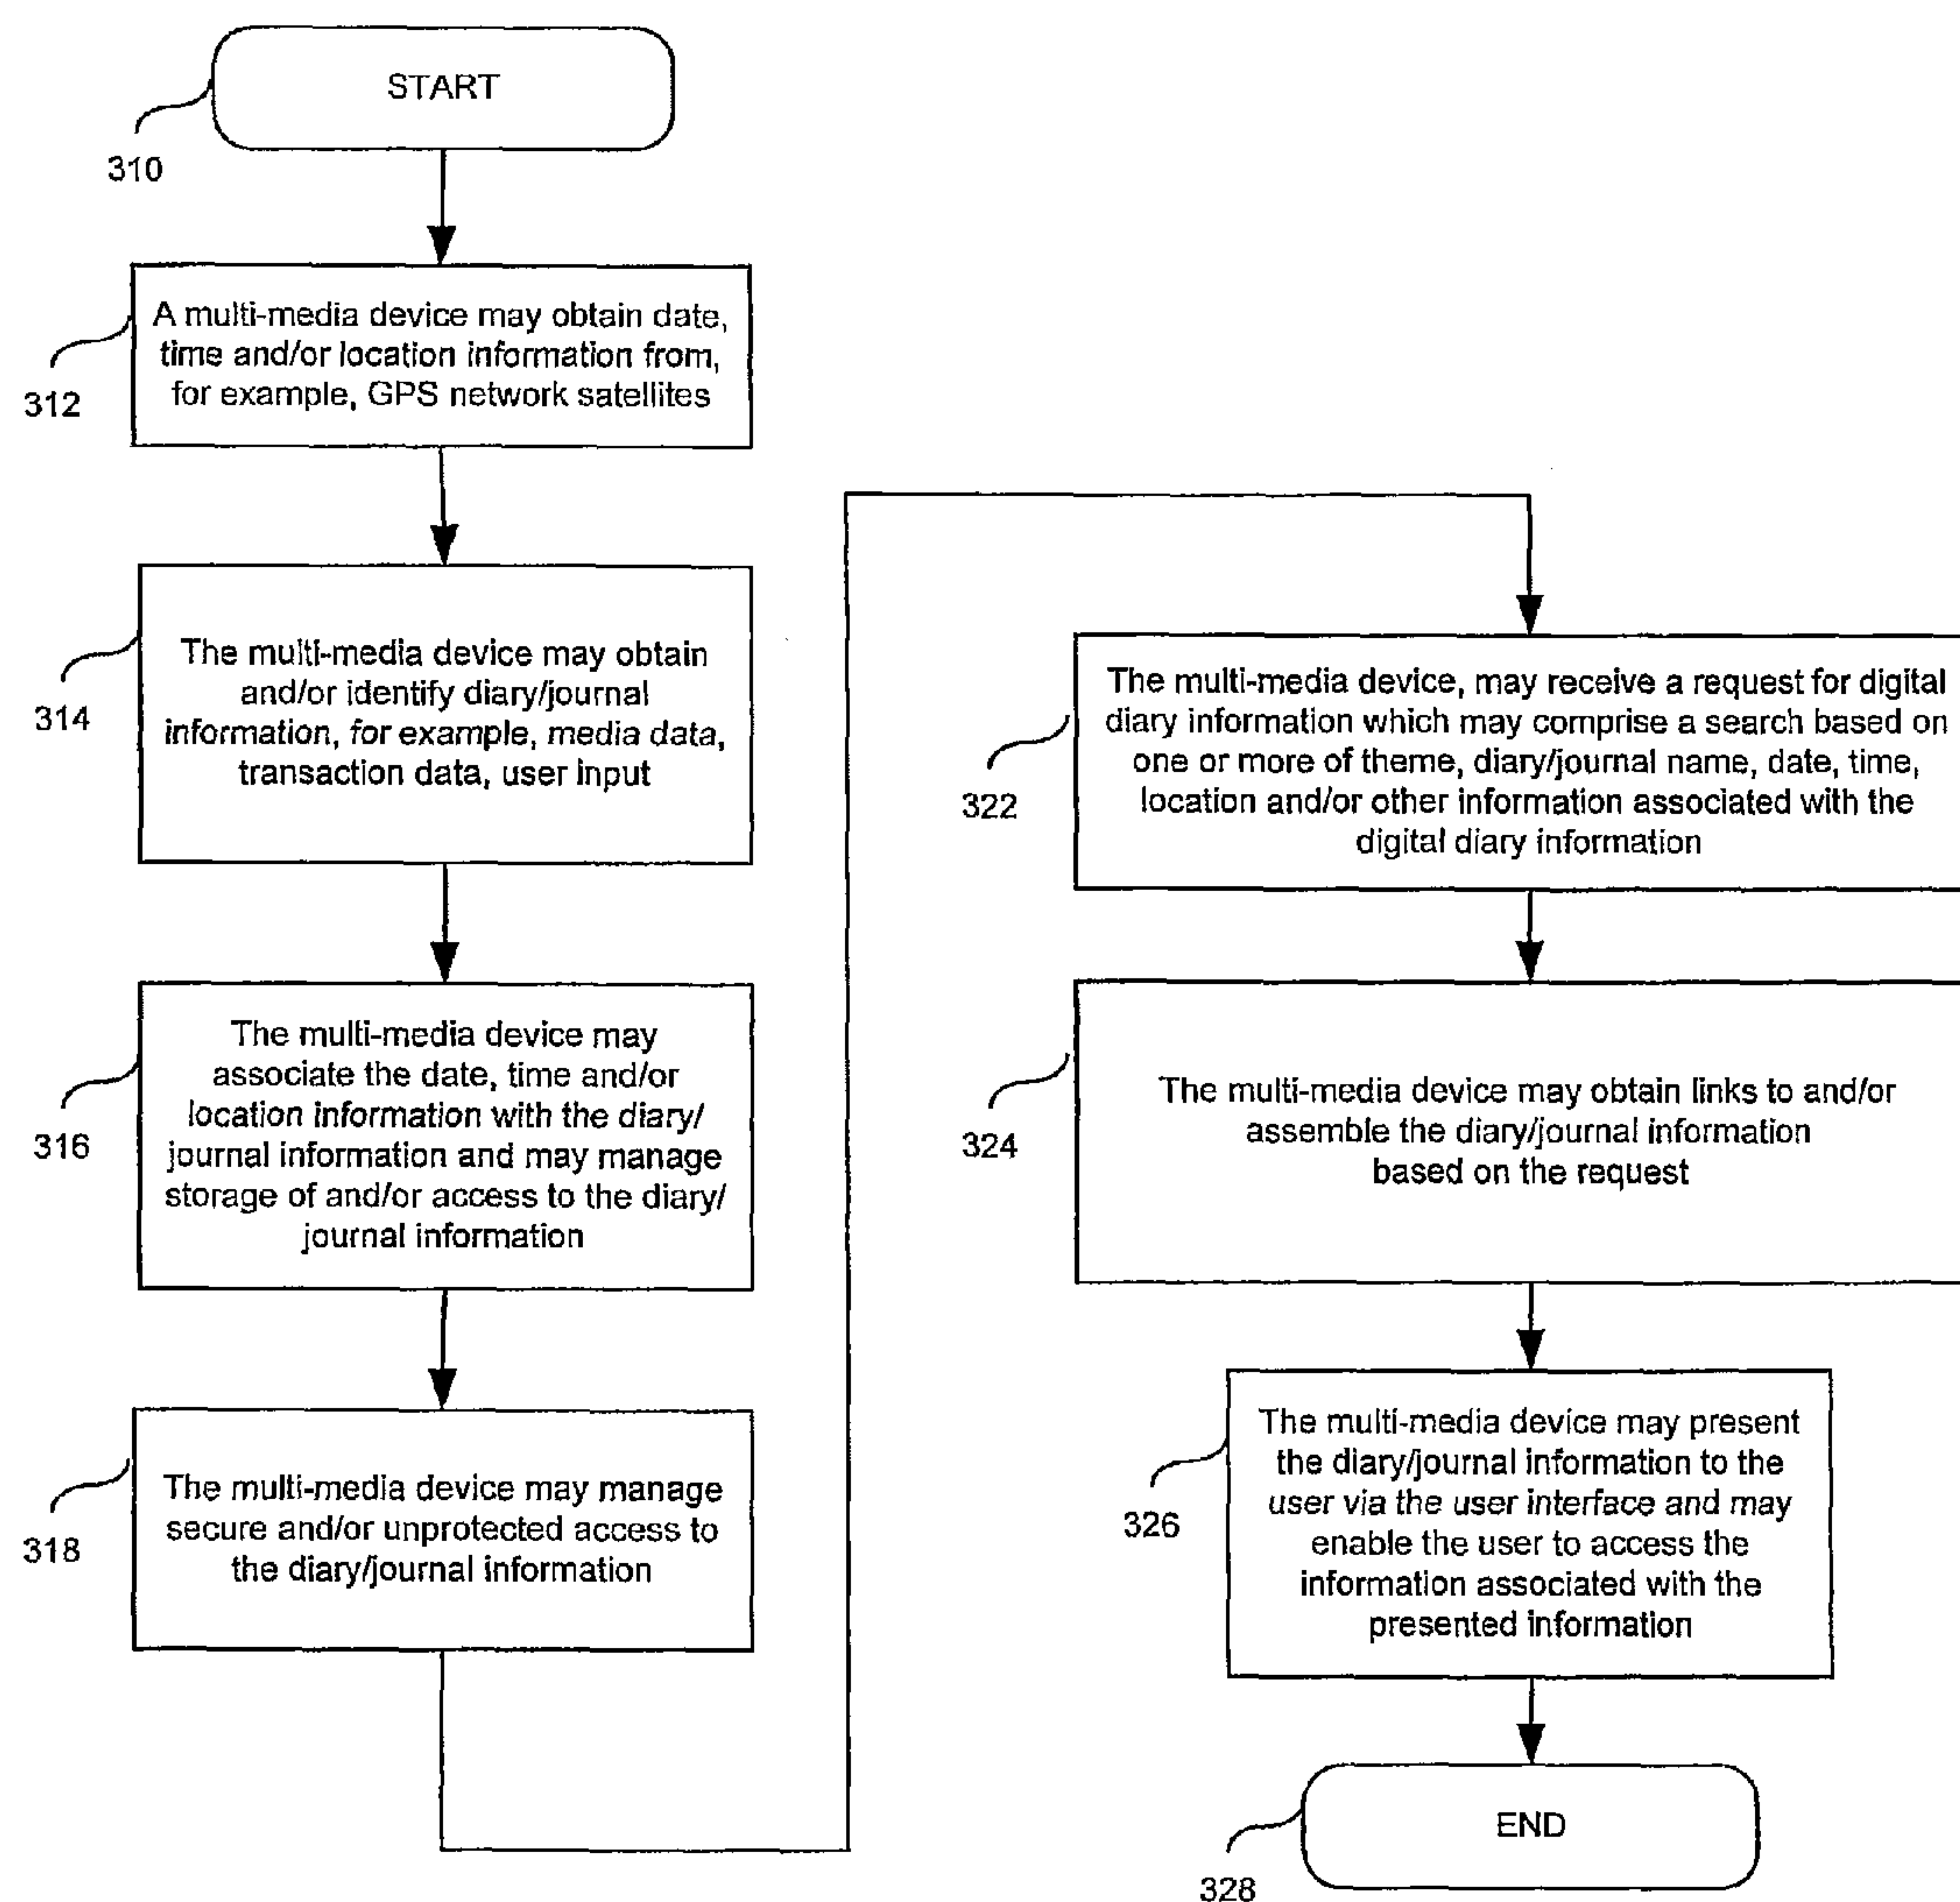 START
310
A multi-media device may obtain date,
time and/or location information from,
for example, GPS network satellites
312
The multi-media device may obtain
and/or identify diary/journal
information, for example, media data,
transaction data, user input
314
The multi-media device may
associate the date, time and/or
location information with the diary/
journal information and may manage
storage of and/or access to the diary/
journal information
316
The multi-media device may manage
secure and/or unprotected access to
the diary/journal information
318
The multi-media device, may receive a request for digital
diary information which may comprise a search based on
one or more of theme, diary/journal name, date, time,
location and/or other information associated with the
digital diary information
322
The multi-media device may obtain links to and/or
assemble the diary/journal information
based on the request
324
The multi-media device may present
the diary/journal information to the
user via the user interface and may
enable the user to access the
information associated with the
presented information
326
END
328